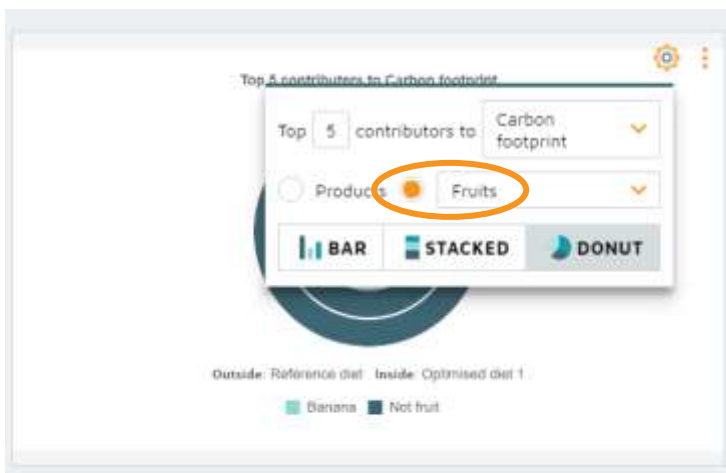 Top 5 contributors to Carbon footprint
Top 5 contributors to Carbon footprint
Products Fruits
BAR STACKED DONUT
Outside: Reference diet Inside: Optimised diet 1
Banana Not fruit